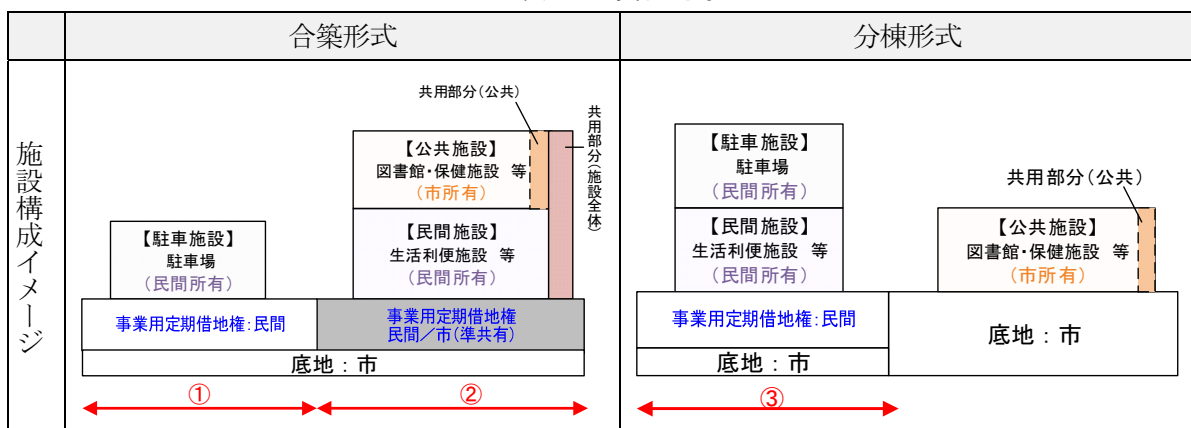 合築形式
分棟形式
施設構成イメージ
共用部分（公共）
共用部分（施設全体）
【公共施設】
図書館・保健施設 等
（市所有）
【駐車施設】
駐車場
（民間所有）
【民間施設】
生活利便施設 等
（民間所有）
事業用定期借地権：民間
事業用定期借地権
民間／市（準共有）
底地：市
①
②
【駐車施設】
駐車場
（民間所有）
【民間施設】
生活利便施設 等
（民間所有）
共用部分（公共）
【公共施設】
図書館・保健施設 等
（市所有）
事業用定期借地権：民間
底地：市
底地：市
③